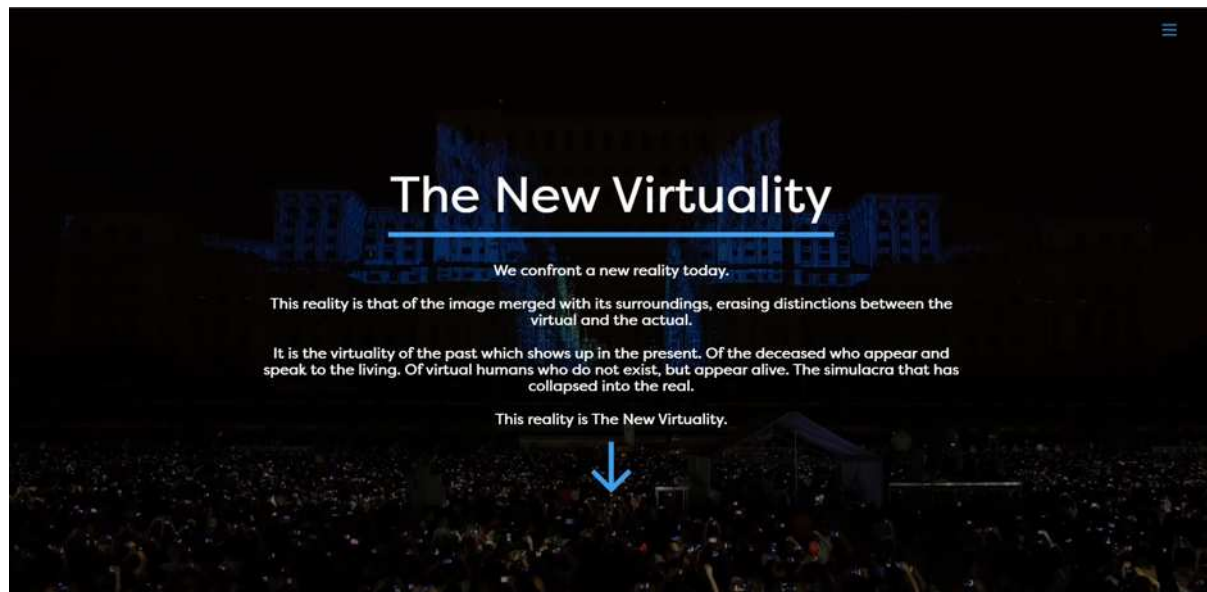 The New Virtuality
We confront a new reality today.
This reality is that of the image merged with its surroundings, erasing distinctions between the
virtual and the actual.
It is the virtuality of the past which shows up in the present. Of the deceased who appear and
speak to the living. Of virtual humans who do not exist, but appear alive. The simulacra that has
collapsed into the real.
This reality is The New Virtuality.